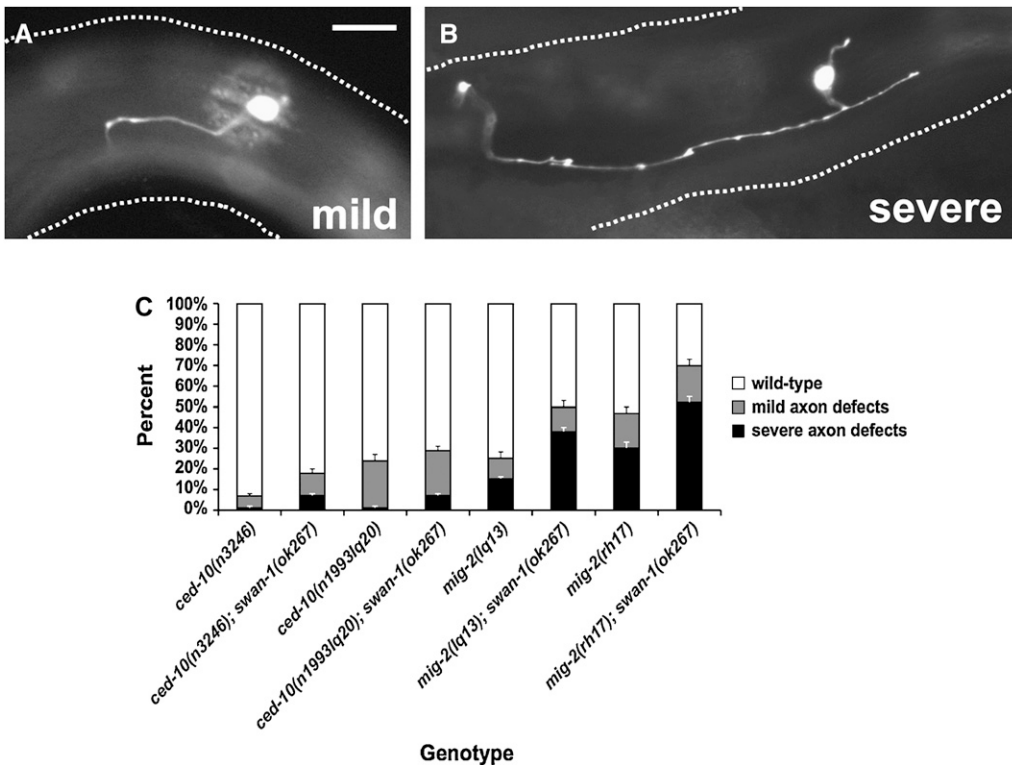 A
mild
B
severe
C
100%
90%
80%
70%
60%
50%
40%
30%
20%
10%
0%
Percent
wild-type
mild axon defects
severe axon defects
ced-10(n3246)
ced-10(n3246); swan-1(ok267)
ced-10(n1993lq20)
ced-10(n1993lq20); swan-1(ok267)
mig-2(lq13)
mig-2(lq13); swan-1(ok267)
mig-2(rh17)
mig-2(rh17); swan-1(ok267)
Genotype